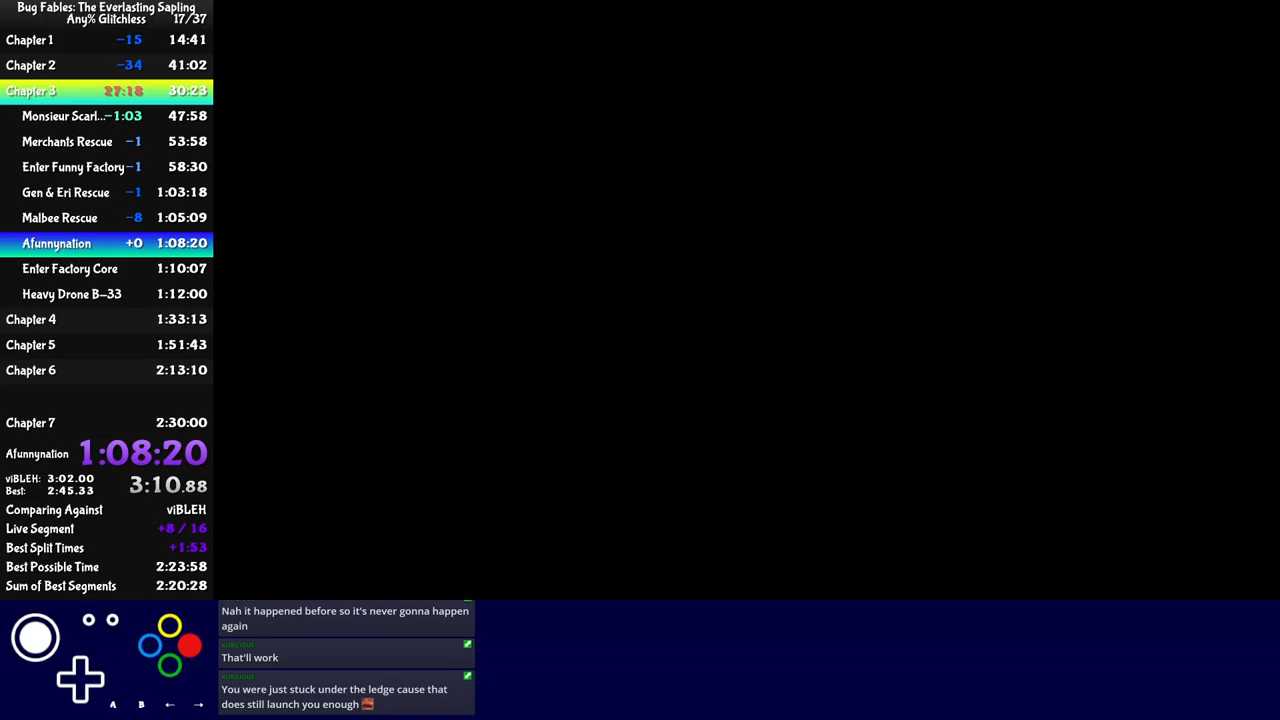 Bug Fables: The Everlasting Sapling
Any% Glitchless 17/37
Chapter 1 -15 14:41
Chapter 2 -34 41:02
Chapter 3 27:18 30:23
Monsieur Scarl... -1:03 47:58
Merchants Rescue -1 53:58
Enter Funny Factory -1 58:30
Gen & Eri Rescue -1 1:03:18
Malbee Rescue -8 1:05:09
Afunnynation +0 1:08:20
Enter Factory Core 1:10:07
Heavy Drone B-33 1:12:00
Chapter 4 1:33:13
Chapter 5 1:51:43
Chapter 6 2:13:10
Chapter 7 2:30:00
Afunnynation 1:08:20
viBLEH: 3:02.00
Best: 2:45.33 3:10.88
Comparing Against viBLEH
Live Segment +8 / 16
Best Split Times +1:53
Best Possible Time 2:23:58
Sum of Best Segments 2:20:28
A B ← →
Nah it happened before so it's never gonna happen
again
That'll work
You were just stuck under the ledge cause that
does still launch you enough